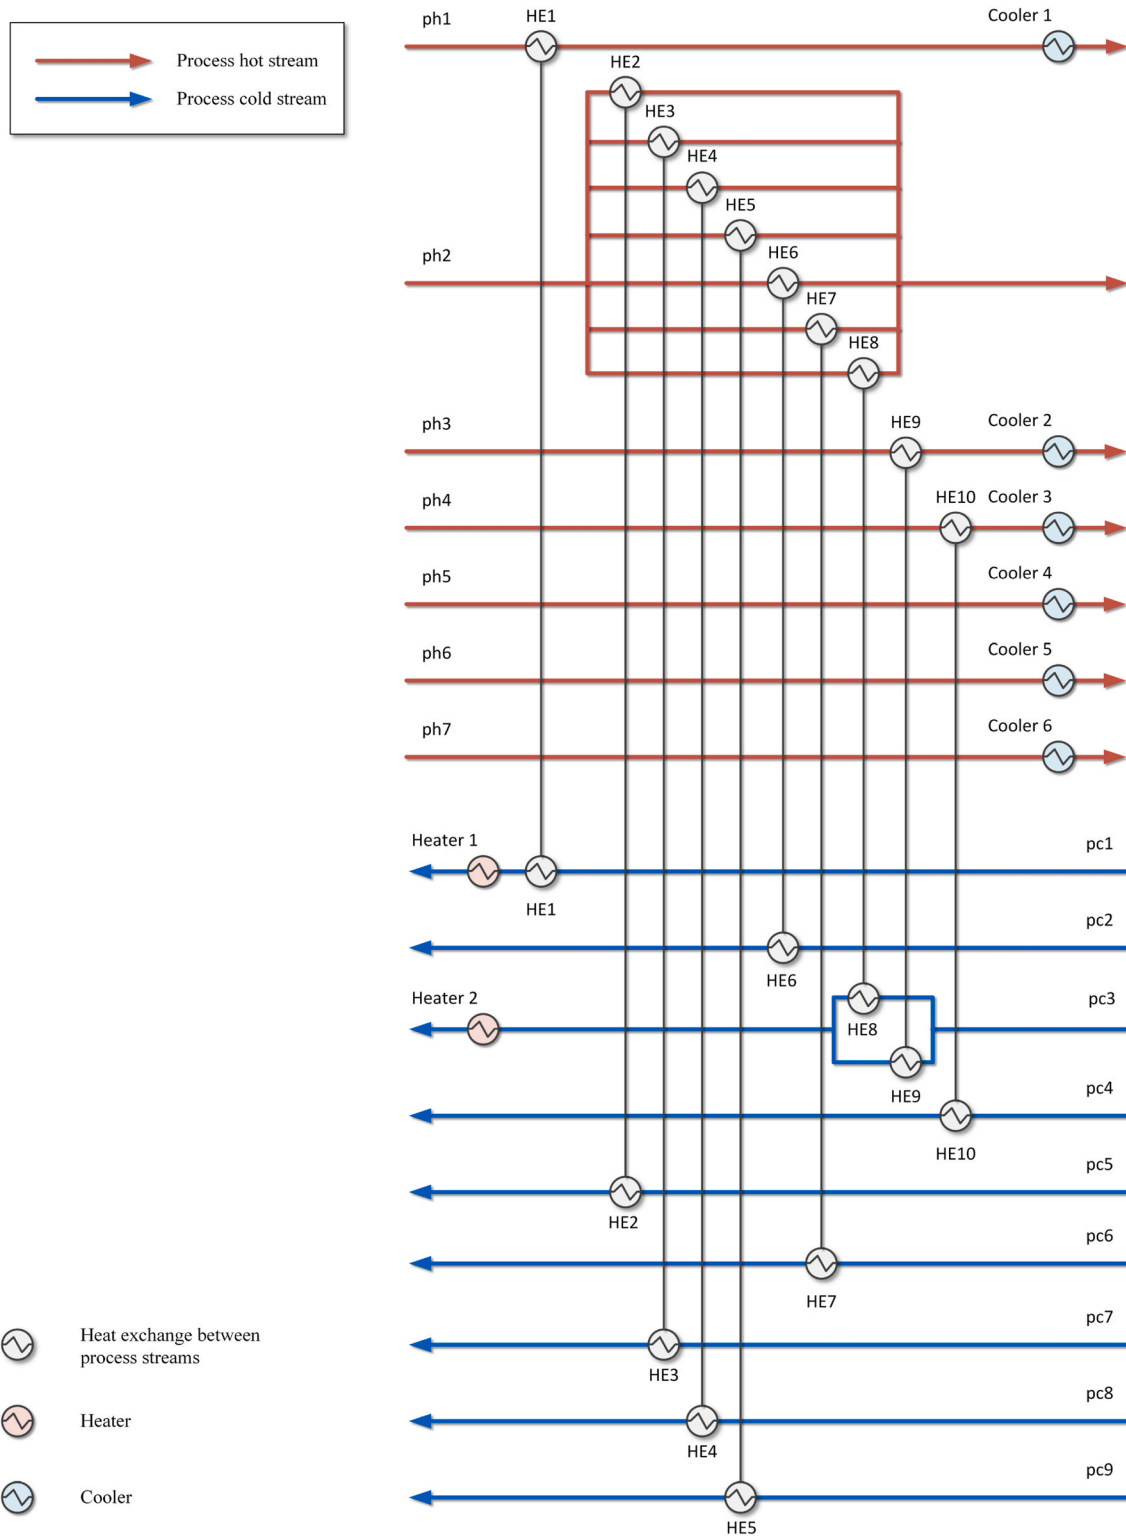 ph1
HE1
Cooler 1
Process hot stream
Process cold stream
HE2
HE3
HE4
HE5
ph2
HE6
HE7
HE8
ph3
HE9
Cooler 2
ph4
HE10
Cooler 3
ph5
Cooler 4
ph6
Cooler 5
ph7
Cooler 6
Heater 1
pc1
HE1
pc2
HE6
Heater 2
pc3
HE8
HE9
pc4
HE10
pc5
HE2
pc6
HE7
pc7
Heat exchange between
process streams
HE3
pc8
Heater
HE4
pc9
Cooler
HE5